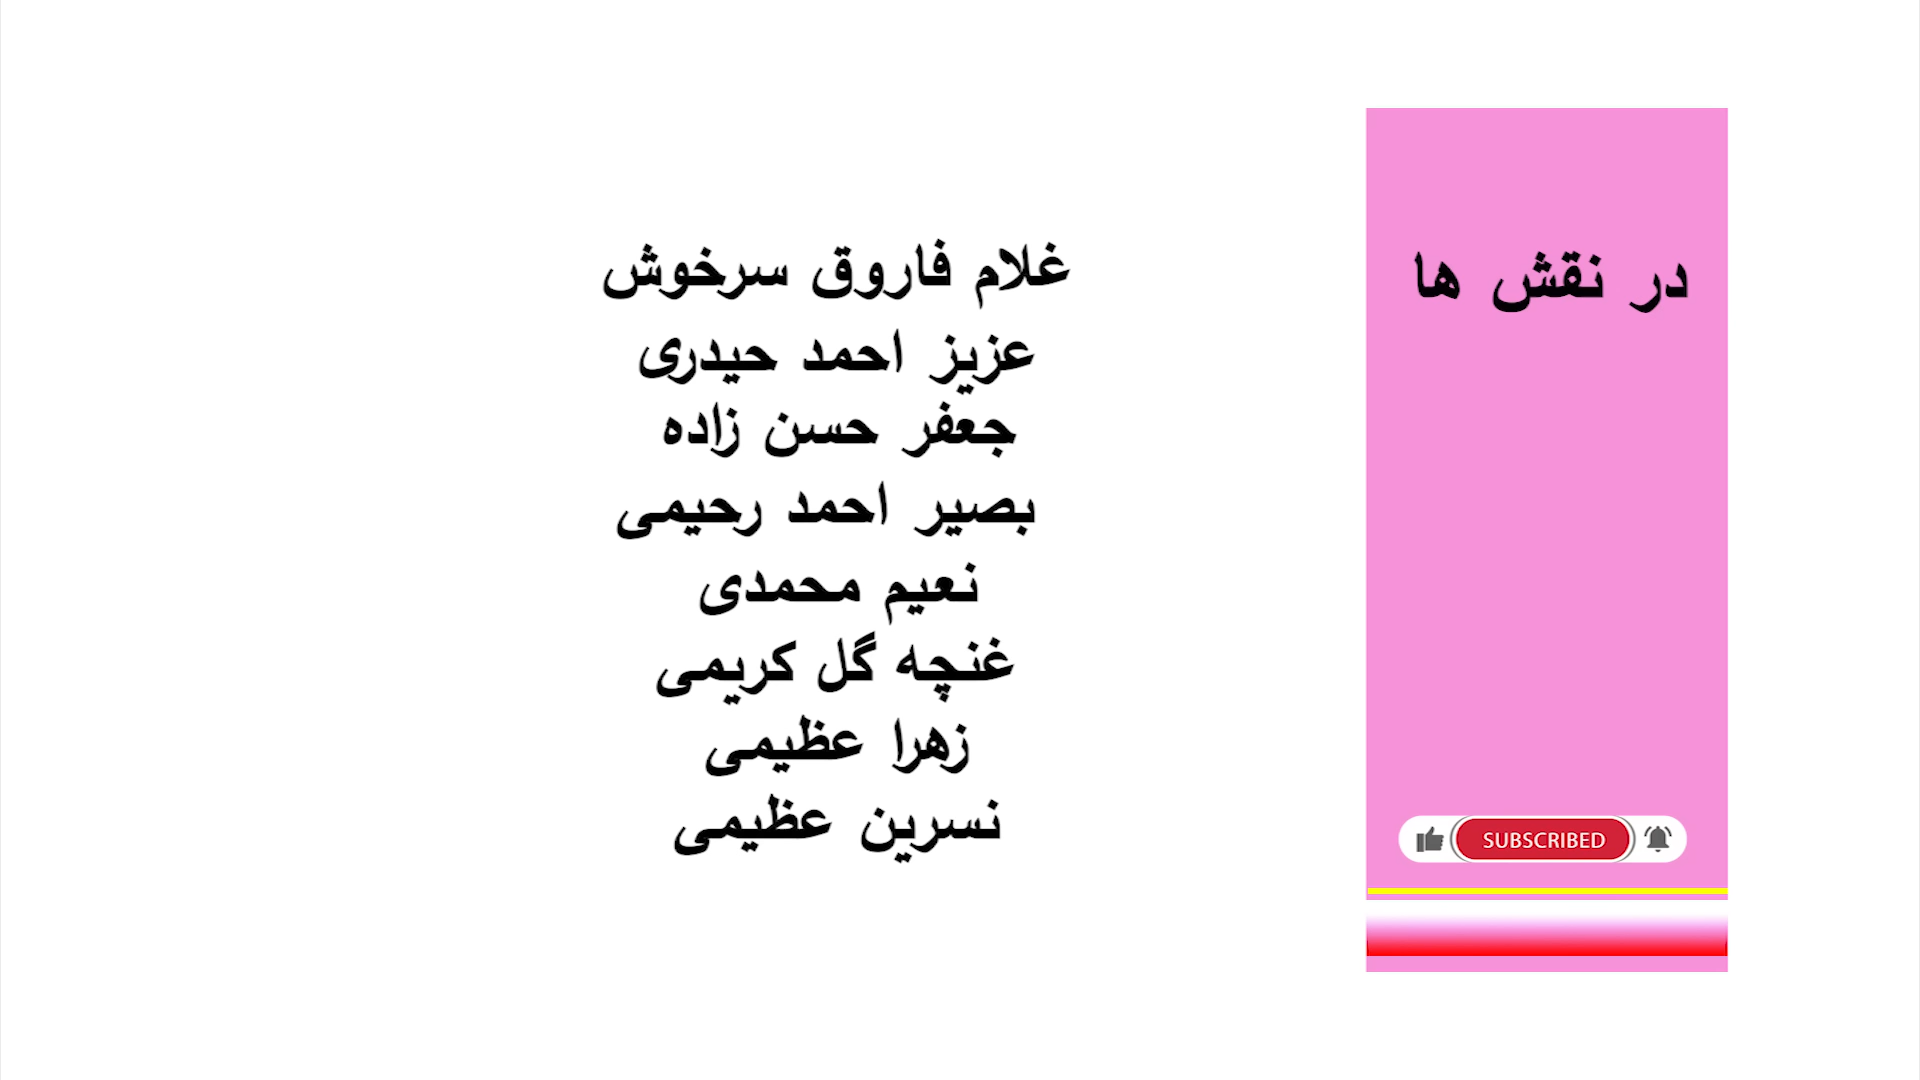 در نقش ها
غلام فاروق سرخوش
عزیز احمد حیدری
جعفر حسن زاده
بصیر احمد رحیمی
نعیم محمدی
غنچه گل کریمی
زهرا عظیمی
نسرین عظیمی
SUBSCRIBED